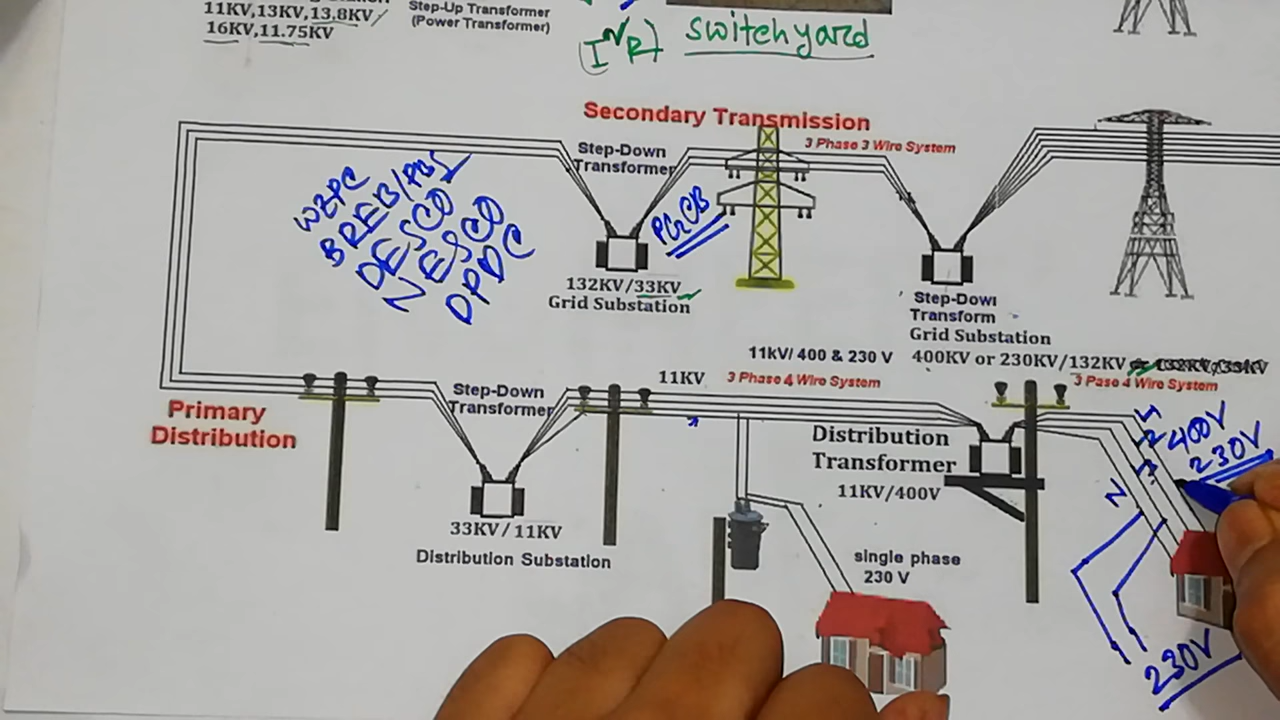 11KV,13KV,13.8KV/
16KV,11.75KV
Step-Up Transformer
(Power Transformer)
(I²R)
switchyard
Secondary Transmission
3 Phase 3 Wire System
Step-Down
Transformer
WZPC
BREB/PBS
DESCO
NESCO
DPDC
PGCB
132KV/33KV
Grid Substation
Step-Dow
Transform
Grid Substation
400KV or 230KV/132KV
11kV/ 400 & 230 V
3 Phase 4 Wire System
3 Pase 4 Wire System
11KV
Primary
Distribution
Step-Down
Transformer
33KV/ 11KV
Distribution Substation
Distribution
Transformer
11KV/400V
single phase
230 V
400V
230V
N
230V